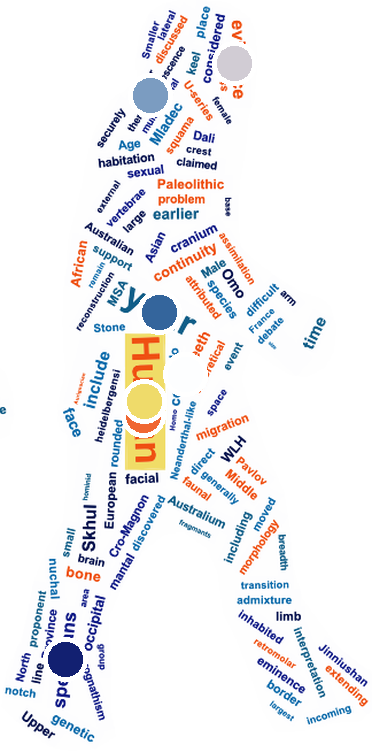 Smaller
lateral
discussed
place
considered
keel
U-series
female
securely
Mladec
squama
Age
Dali
crest
habitation
claimed
sexual
Paleolithic
external
problem
vertebrae
base
large
earlier
Australian
Asian
cranium
African
support
continuity
assimilation
remain
Male
Omo
MSA
species
attributed
difficult
arm
reconstruction
France
Stone
debate
time
event
include
heidelbergensi
space
face
Homo
rounded
Neanderthal-like
migration
WLH
direct
Pavlov
generally
Middle
facial
faunal
hominid
European
Cro-Magnon
Australium
moved
Skhul
discovered
fragments
including
small
morphology
brain
breadth
bone
mantal
nuchal
transition
area
admixture
proponent
Occipital
inhabited
limb
group
Jinniushan
North
line
retromolar
interpretation
extending
notch
eminence
border
Upper
largest
incoming
genetic